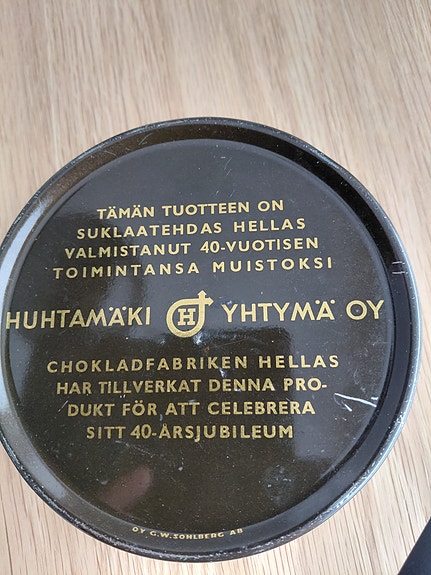 TÄMÄN TUOTTEEN ON
SUKLAATEHDAS HELLAS
VALMISTANUT 40-VUOTISEN
TOIMINTANSA MUISTOKSI
HUHTAMÄKI H YHTYMÄ OY
CHOKLADFABRIKEN HELLAS
HAR TILLVERKAT DENNA PRO-
DUKT FÖR ATT CELEBRERA
SITT 40-ÅRSJUBILEUM
OY G.W. SOHLBERG AB